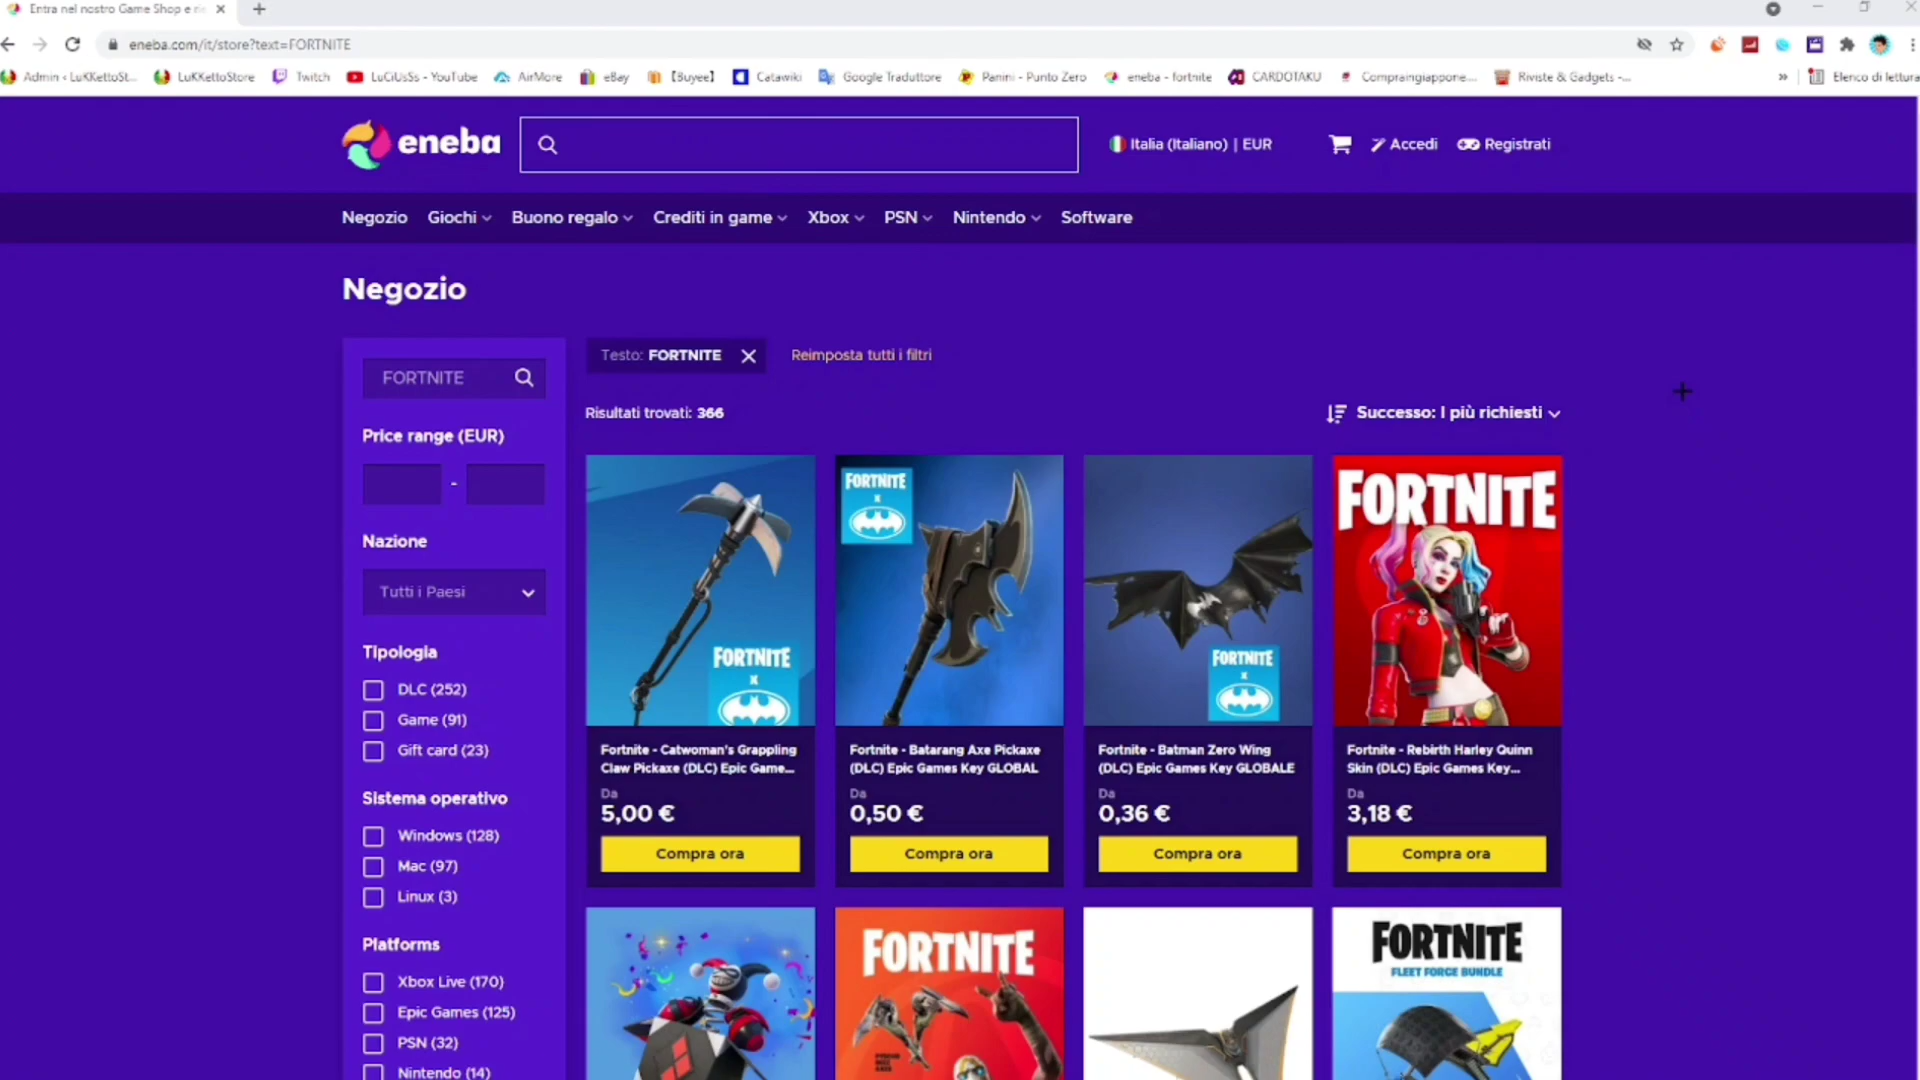 Entra nel nostro Game Shop e ri
eneba.com/it/store?text=FORTNITE
Admin ‹ LuKKettoSt...
LuKKettoStore
Twitch
LuCiUsSs - YouTube
AirMore
eBay
【Buyee】
Catawiki
Google Traduttore
Panini - Punto Zero
eneba - fortnite
CARDOTAKU
Compraingiappone...
Riviste & Gadgets -...
»
Elenco di lettura
eneba
Italia (Italiano) | EUR
Accedi
Registrati
Negozio
Giochi
Buono regalo
Crediti in game
Xbox
PSN
Nintendo
Software
Negozio
FORTNITE
Price range (EUR)
-
Nazione
Tutti i Paesi
Tipologia
DLC (252)
Game (91)
Gift card (23)
Sistema operativo
Windows (128)
Mac (97)
Linux (3)
Platforms
Xbox Live (170)
Epic Games (125)
PSN (32)
Nintendo (14)
Testo: FORTNITE
Reimposta tutti i filtri
Risultati trovati: 366
Successo: I più richiesti
FORTNITE
X
Fortnite - Catwoman's Grappling
Claw Pickaxe (DLC) Epic Game...
Da
5,00 €
Compra ora
FORTNITE
X
Fortnite - Batarang Axe Pickaxe
(DLC) Epic Games Key GLOBAL
Da
0,50 €
Compra ora
FORTNITE
X
Fortnite - Batman Zero Wing
(DLC) Epic Games Key GLOBALE
Da
0,36 €
Compra ora
FORTNITE
Fortnite - Rebirth Harley Quinn
Skin (DLC) Epic Games Key...
Da
3,18 €
Compra ora
FORTNITE
FORTNITE
FLEET FORCE BUNDLE